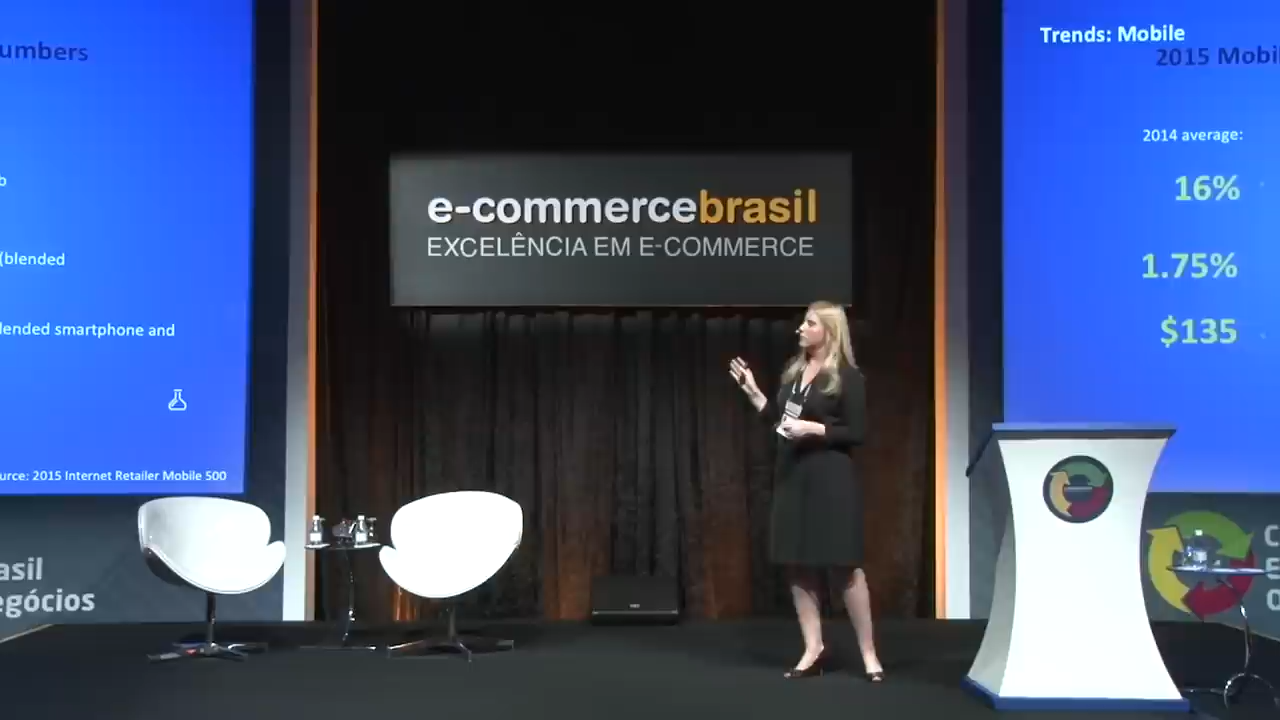 umbers
b
(blended
lended smartphone and
urce: 2015 Internet Retailer Mobile 500
asil
egócios
e-commercebrasil
EXCELÊNCIA EM E-COMMERCE
Trends: Mobile
2015 Mobi
2014 average:
16%
1.75%
$135
C
E
O